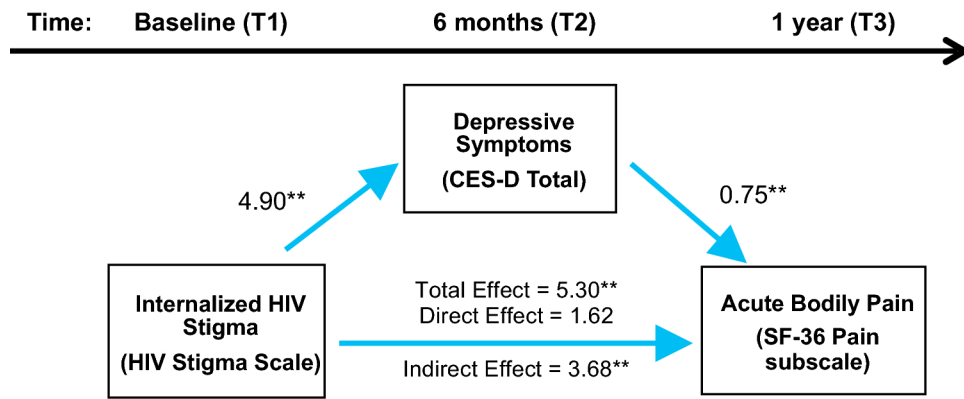 Time: Baseline (T1) 6 months (T2) 1 year (T3)
Depressive
Symptoms
(CES-D Total)
4.90**
0.75**
Internalized HIV
Stigma
(HIV Stigma Scale)
Total Effect = 5.30**
Direct Effect = 1.62
Indirect Effect = 3.68**
Acute Bodily Pain
(SF-36 Pain
subscale)